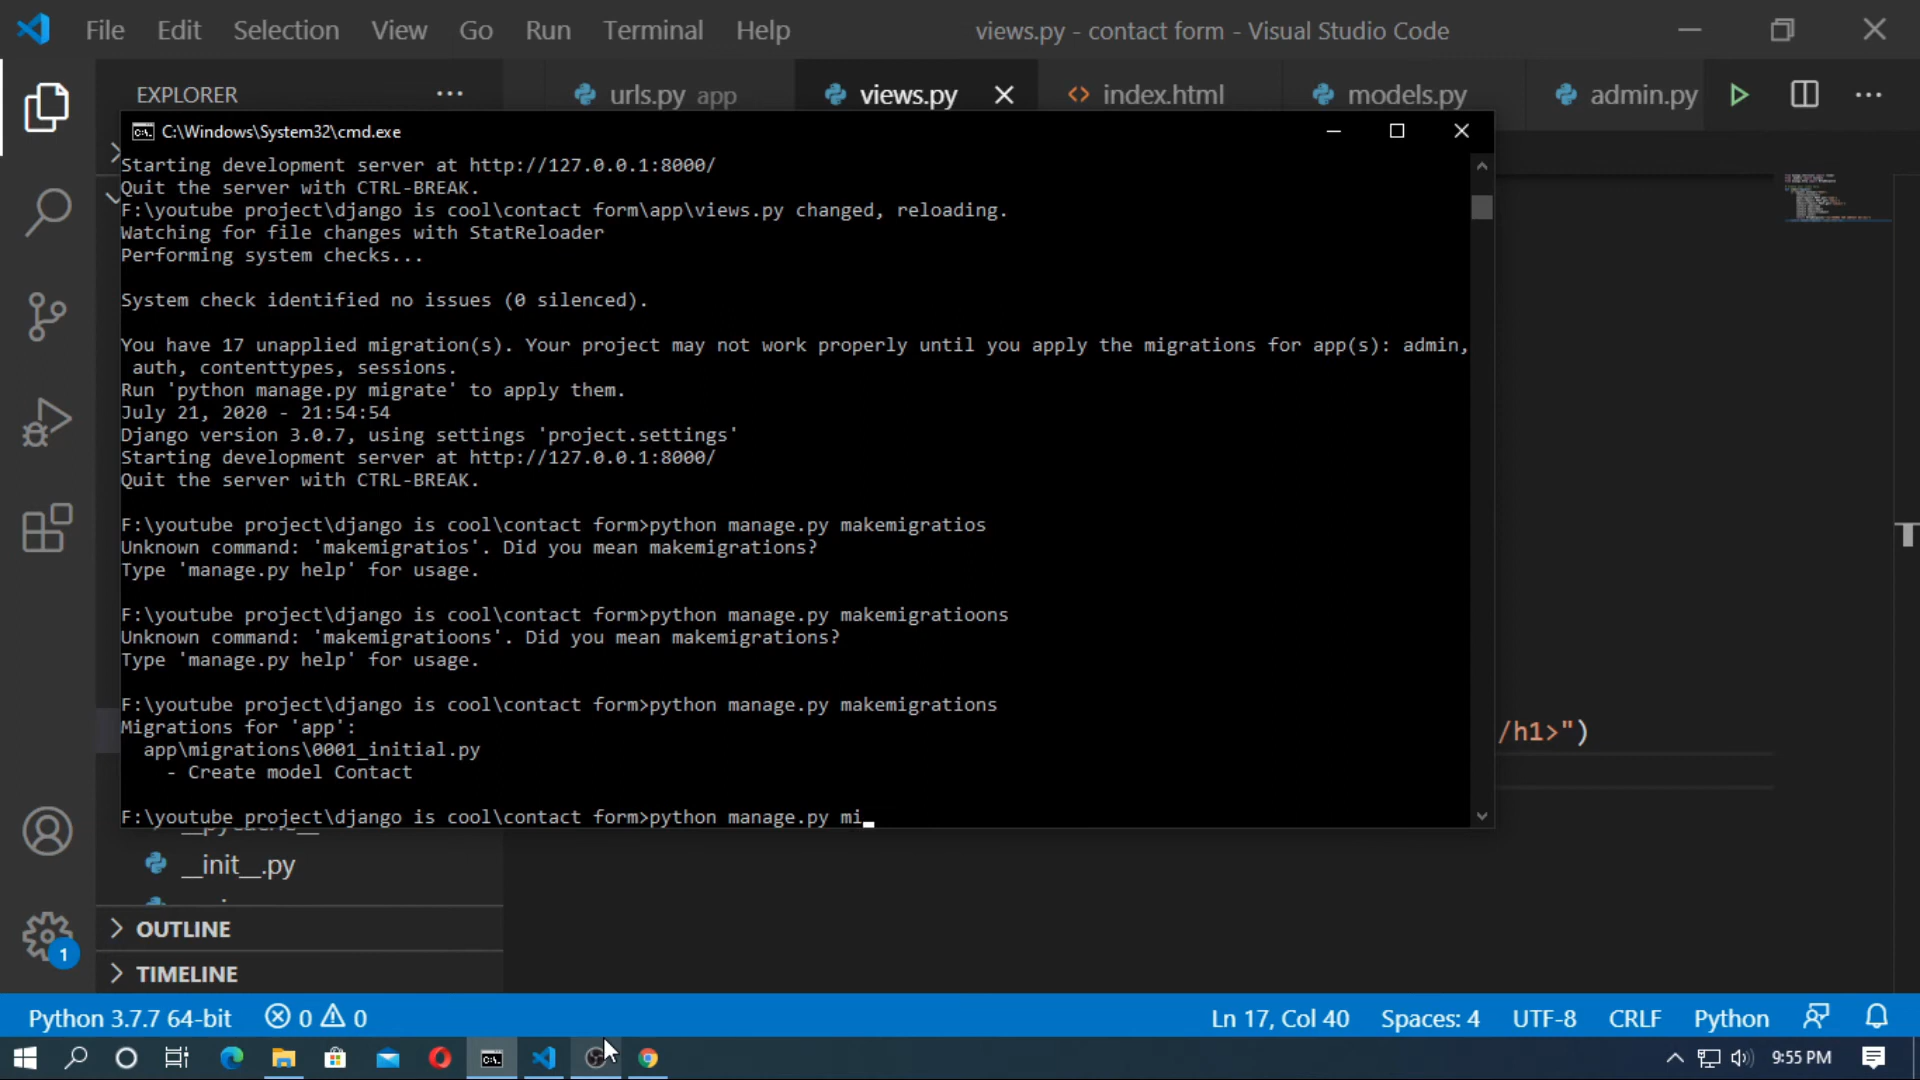 File Edit Selection View Go Run Terminal Help views.py - contact form - Visual Studio Code
EXPLORER ··· urls.py app views.py index.html models.py admin.py ···
C:\Windows\System32\cmd.exe
Starting development server at http://127.0.0.1:8000/
Quit the server with CTRL-BREAK.
F:\youtube project\django is cool\contact form\app\views.py changed, reloading.
Watching for file changes with StatReloader
Performing system checks...
System check identified no issues (0 silenced).
You have 17 unapplied migration(s). Your project may not work properly until you apply the migrations for app(s): admin,
auth, contenttypes, sessions.
Run 'python manage.py migrate' to apply them.
July 21, 2020 - 21:54:54
Django version 3.0.7, using settings 'project.settings'
Starting development server at http://127.0.0.1:8000/
Quit the server with CTRL-BREAK.
F:\youtube project\django is cool\contact form>python manage.py makemigratios
Unknown command: 'makemigratios'. Did you mean makemigrations?
Type 'manage.py help' for usage.
F:\youtube project\django is cool\contact form>python manage.py makemigratioons
Unknown command: 'makemigratioons'. Did you mean makemigrations?
Type 'manage.py help' for usage.
F:\youtube project\django is cool\contact form>python manage.py makemigrations
Migrations for 'app':
app\migrations\0001_initial.py
- Create model Contact
F:\youtube project\django is cool\contact form>python manage.py mi_
/h1>")
__init__.py
OUTLINE
TIMELINE
1
Python 3.7.7 64-bit 0 0 Ln 17, Col 40 Spaces: 4 UTF-8 CRLF Python
9:55 PM